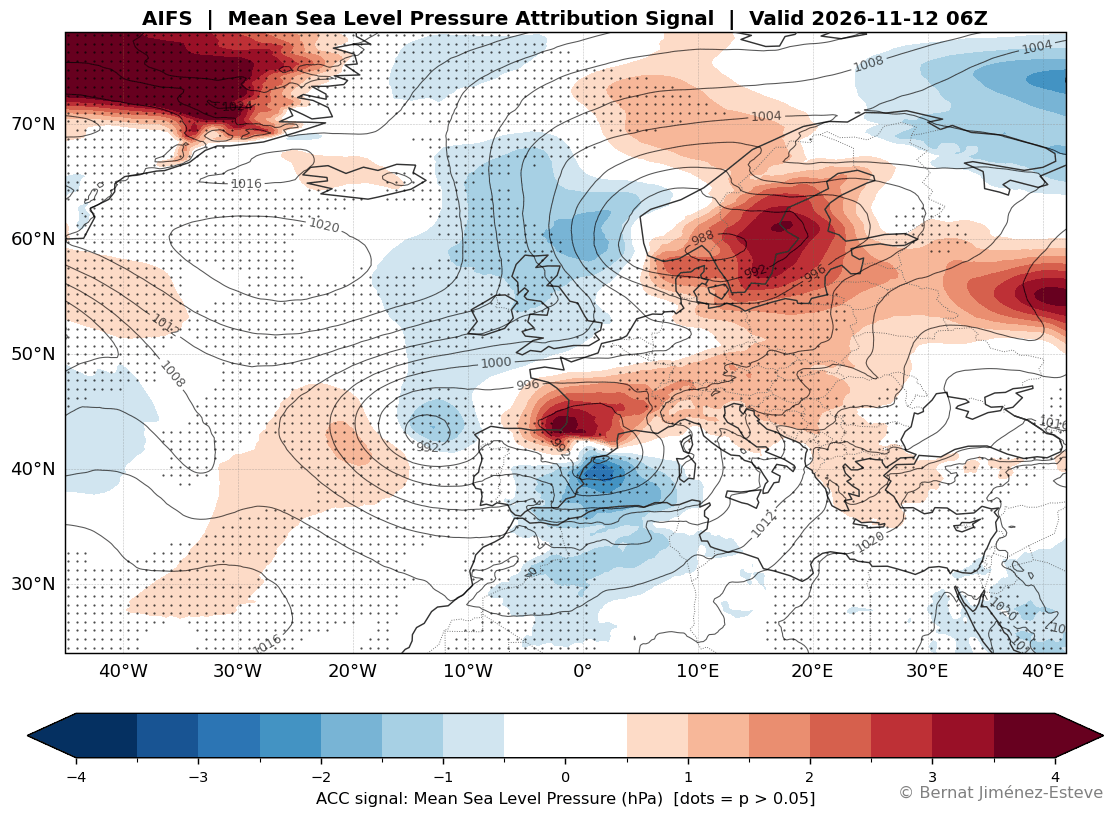 AIFS | Mean Sea Level Pressure Attribution Signal | Valid 2026-11-12 06Z
1004
1008
70°N
1024
1004
1016
1020
60°N
988
992
996
1012
50°N
1008
1000
996
992
992
1016
40°N
1012
1020
30°N
1020
1016
40°W
30°W
20°W
10°W
0°
10°E
20°E
30°E
40°E
−4
−3
−2
−1
0
1
2
3
4
ACC signal: Mean Sea Level Pressure (hPa) [dots = p > 0.05]
© Bernat Jiménez-Esteve